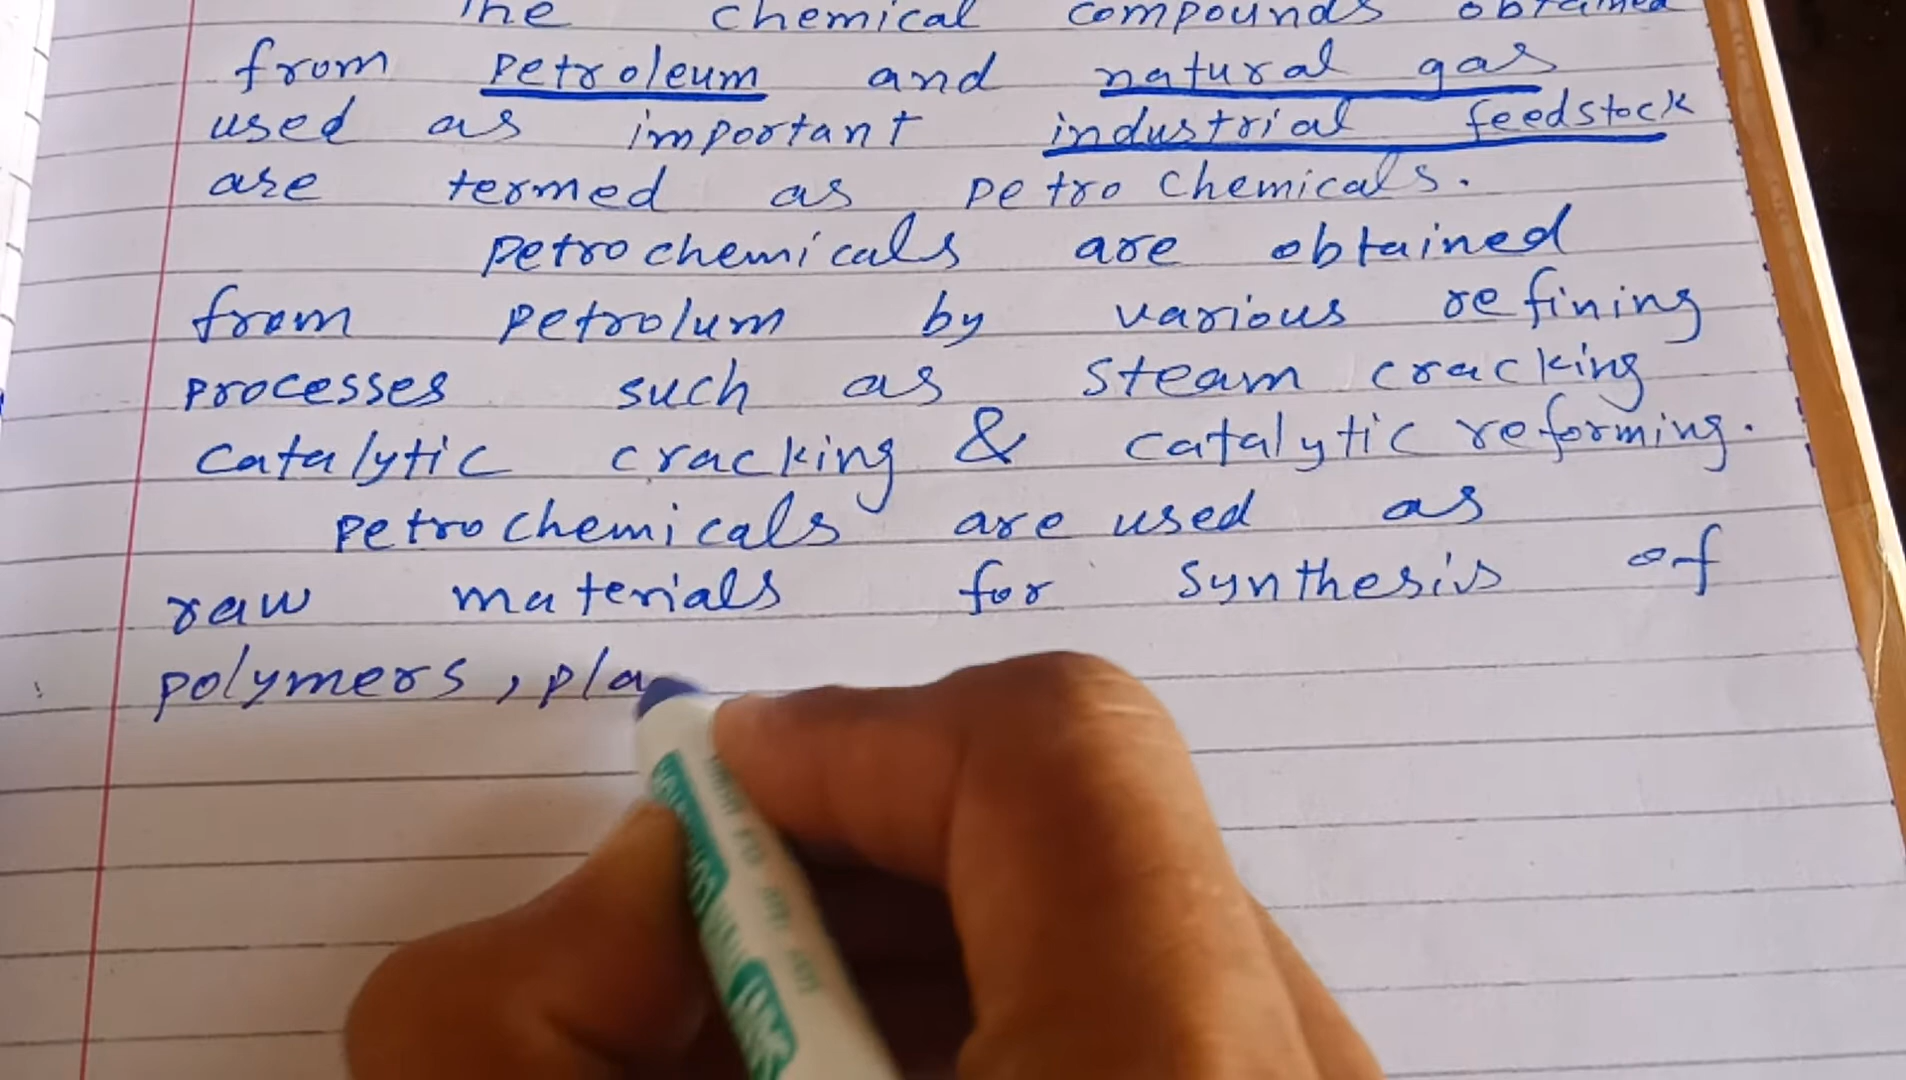 The chemical compounds obtained
from petroleum and natural gas
used as important industrial feedstock
are termed as petrochemicals.
petrochemicals are obtained
from petrolum by various refining
processes such as steam cracking
catalytic cracking & catalytic reforming.
petrochemicals are used as
raw materials for synthesis of
polymers, pla